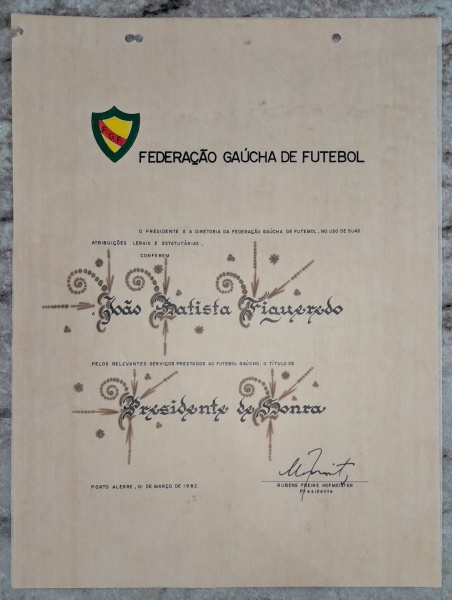 F.G.F.
FEDERAÇÃO GAÚCHA DE FUTEBOL
O PRESIDENTE E A DIRETORIA DA FEDERAÇÃO GAÚCHA DE FUTEBOL, NO USO DE SUAS
ATRIBUIÇÕES LEGAIS E ESTATUTÁRIAS,
CONFEREM
A João Batista Figueredo
PELOS RELEVANTES SERVIÇOS PRESTADOS AO FUTEBOL GAÚCHO, O TÍTULO DE
Presidente de Honra
PORTO ALEGRE, 01 DE MARÇO DE 1982.
RUBENS FREIRE HOFMEISTER
Presidente